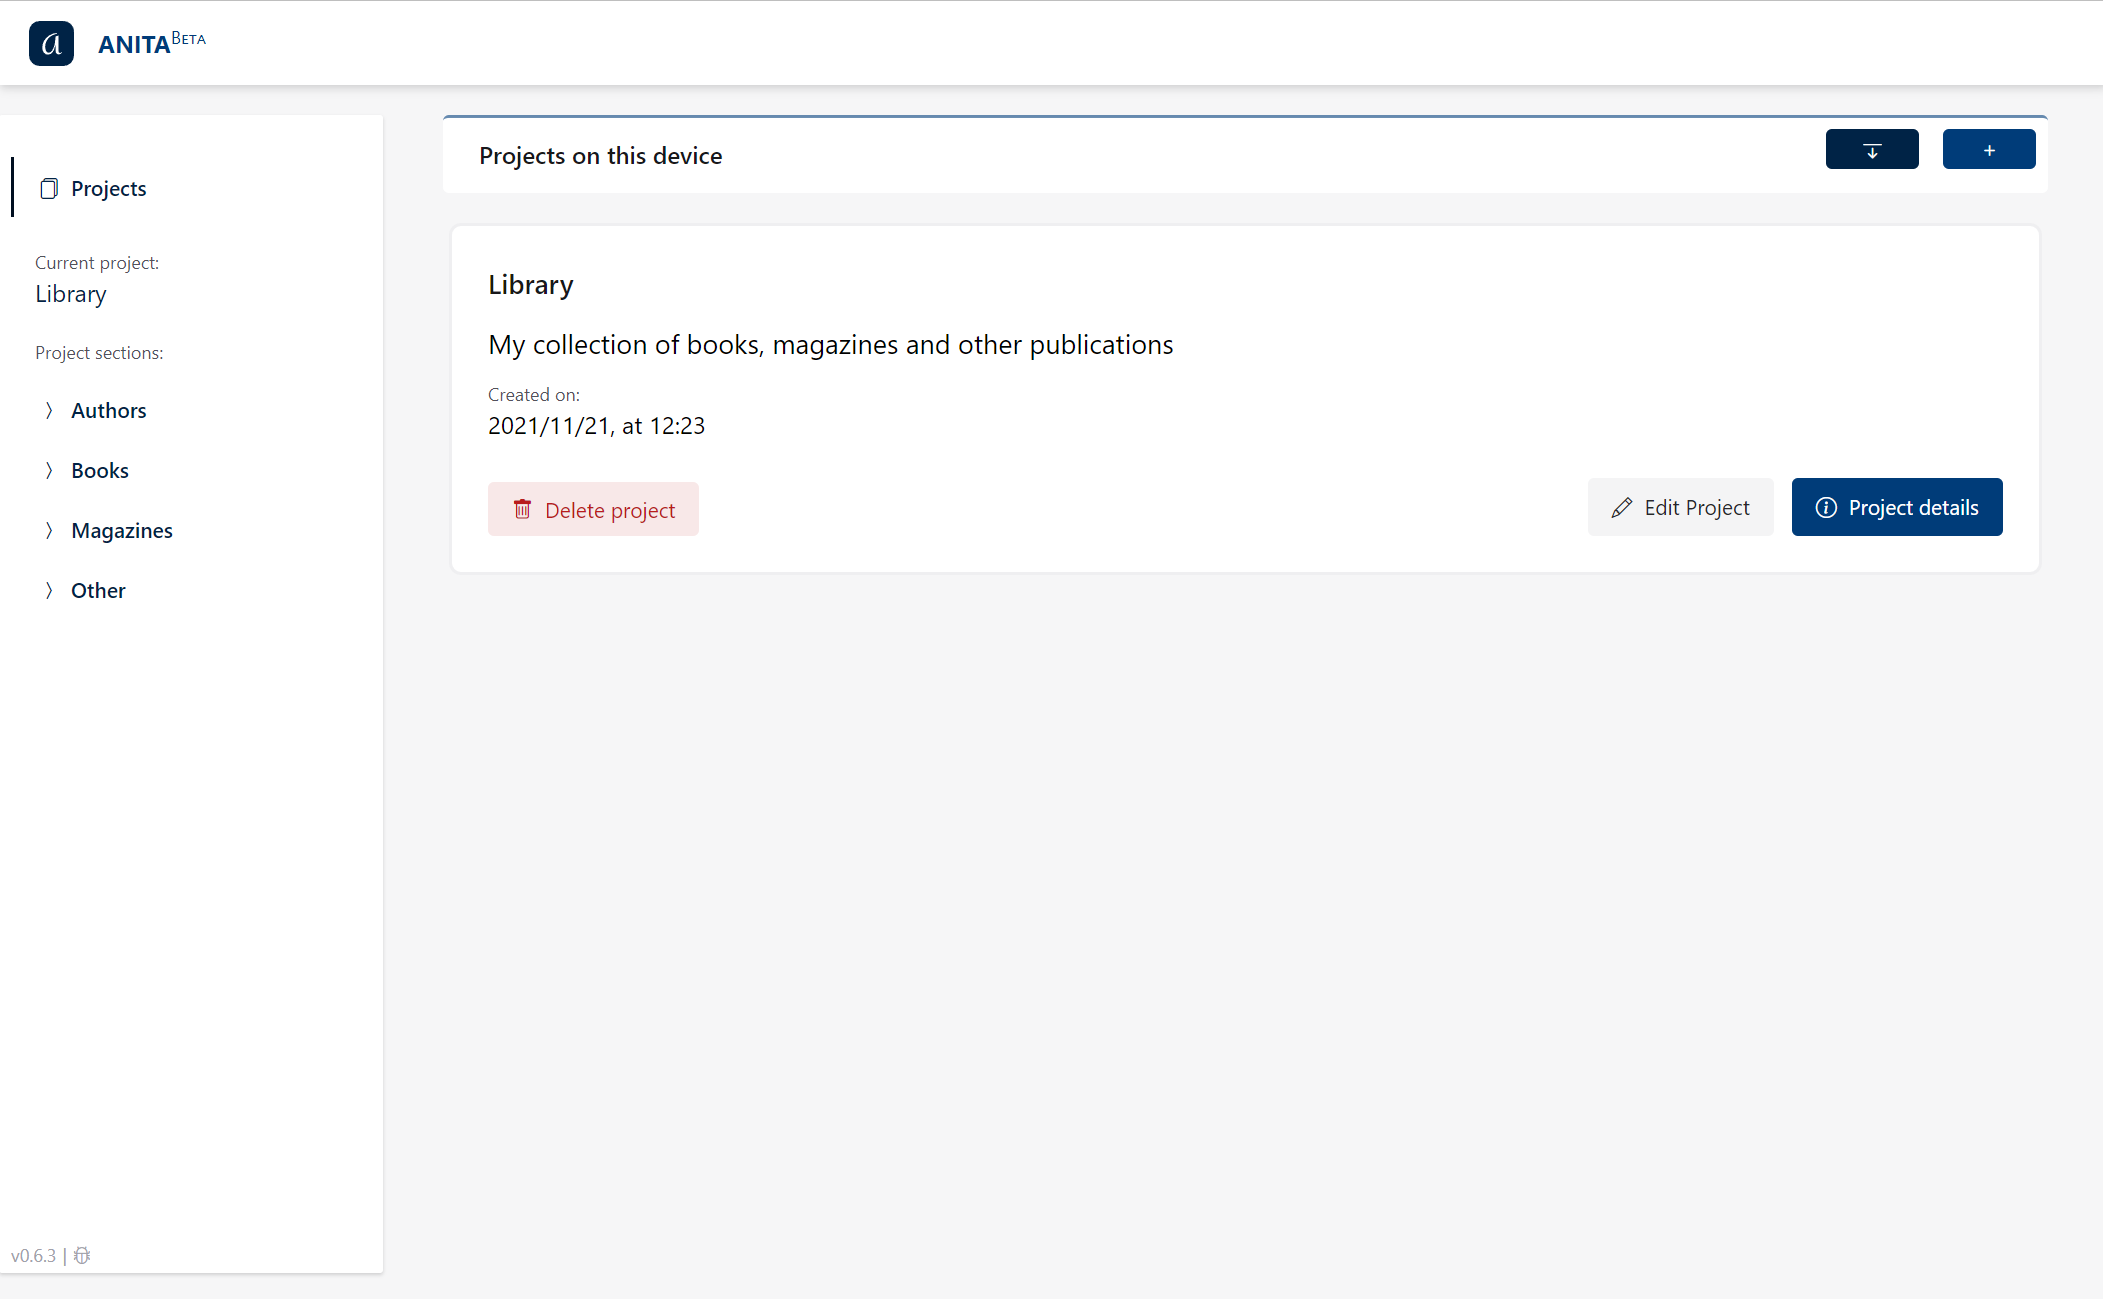 a ANITA BETA
Projects
Current project:
Library
Project sections:
Authors
Books
Magazines
Other
v0.6.3 |
Projects on this device
+
Library
My collection of books, magazines and other publications
Created on:
2021/11/21, at 12:23
Delete project
Edit Project
Project details